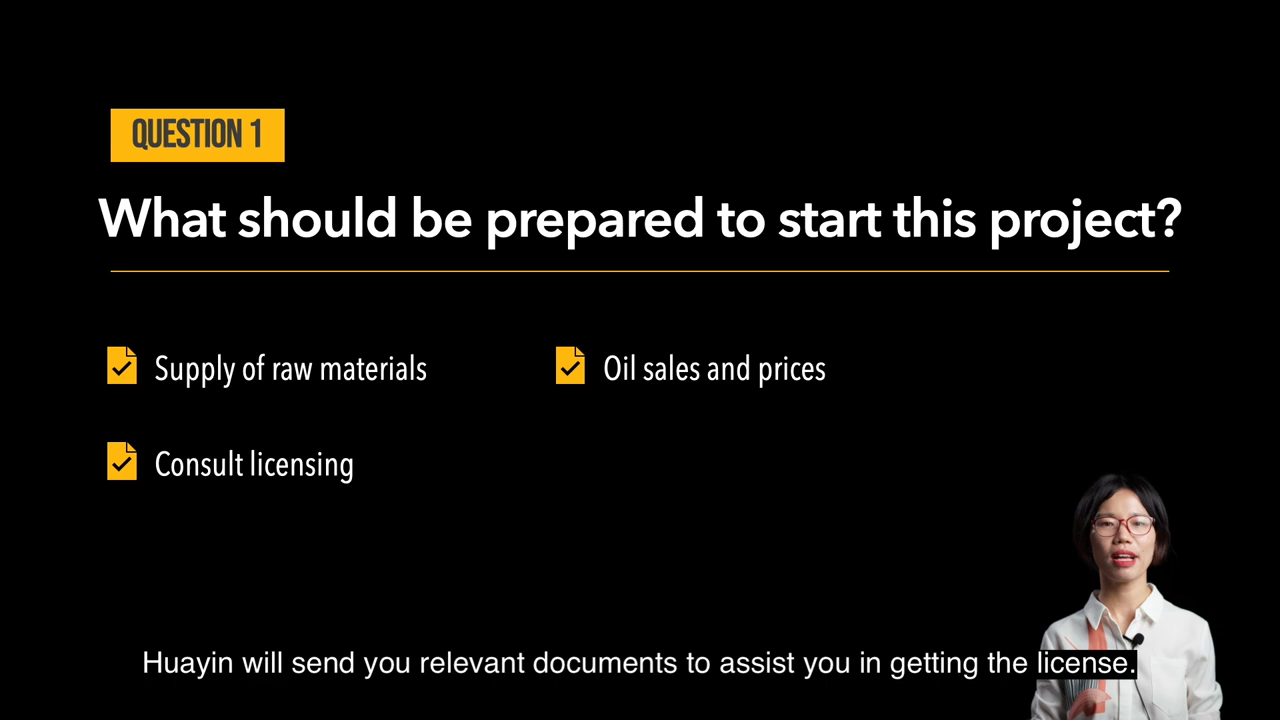 QUESTION 1
What should be prepared to start this project?
Supply of raw materials
Oil sales and prices
Consult licensing
Huayin will send you relevant documents to assist you in getting the license.